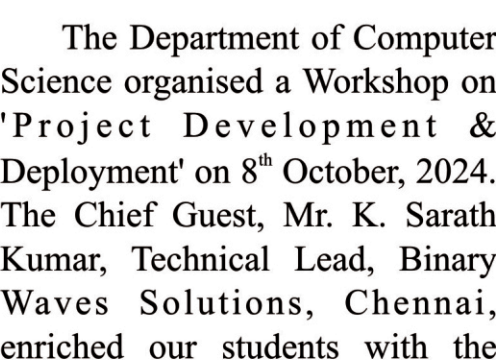 The Department of Computer
Science organised a Workshop on
'Project Development &
Deployment' on 8th October, 2024.
The Chief Guest, Mr. K. Sarath
Kumar, Technical Lead, Binary
Waves Solutions, Chennai,
enriched our students with the